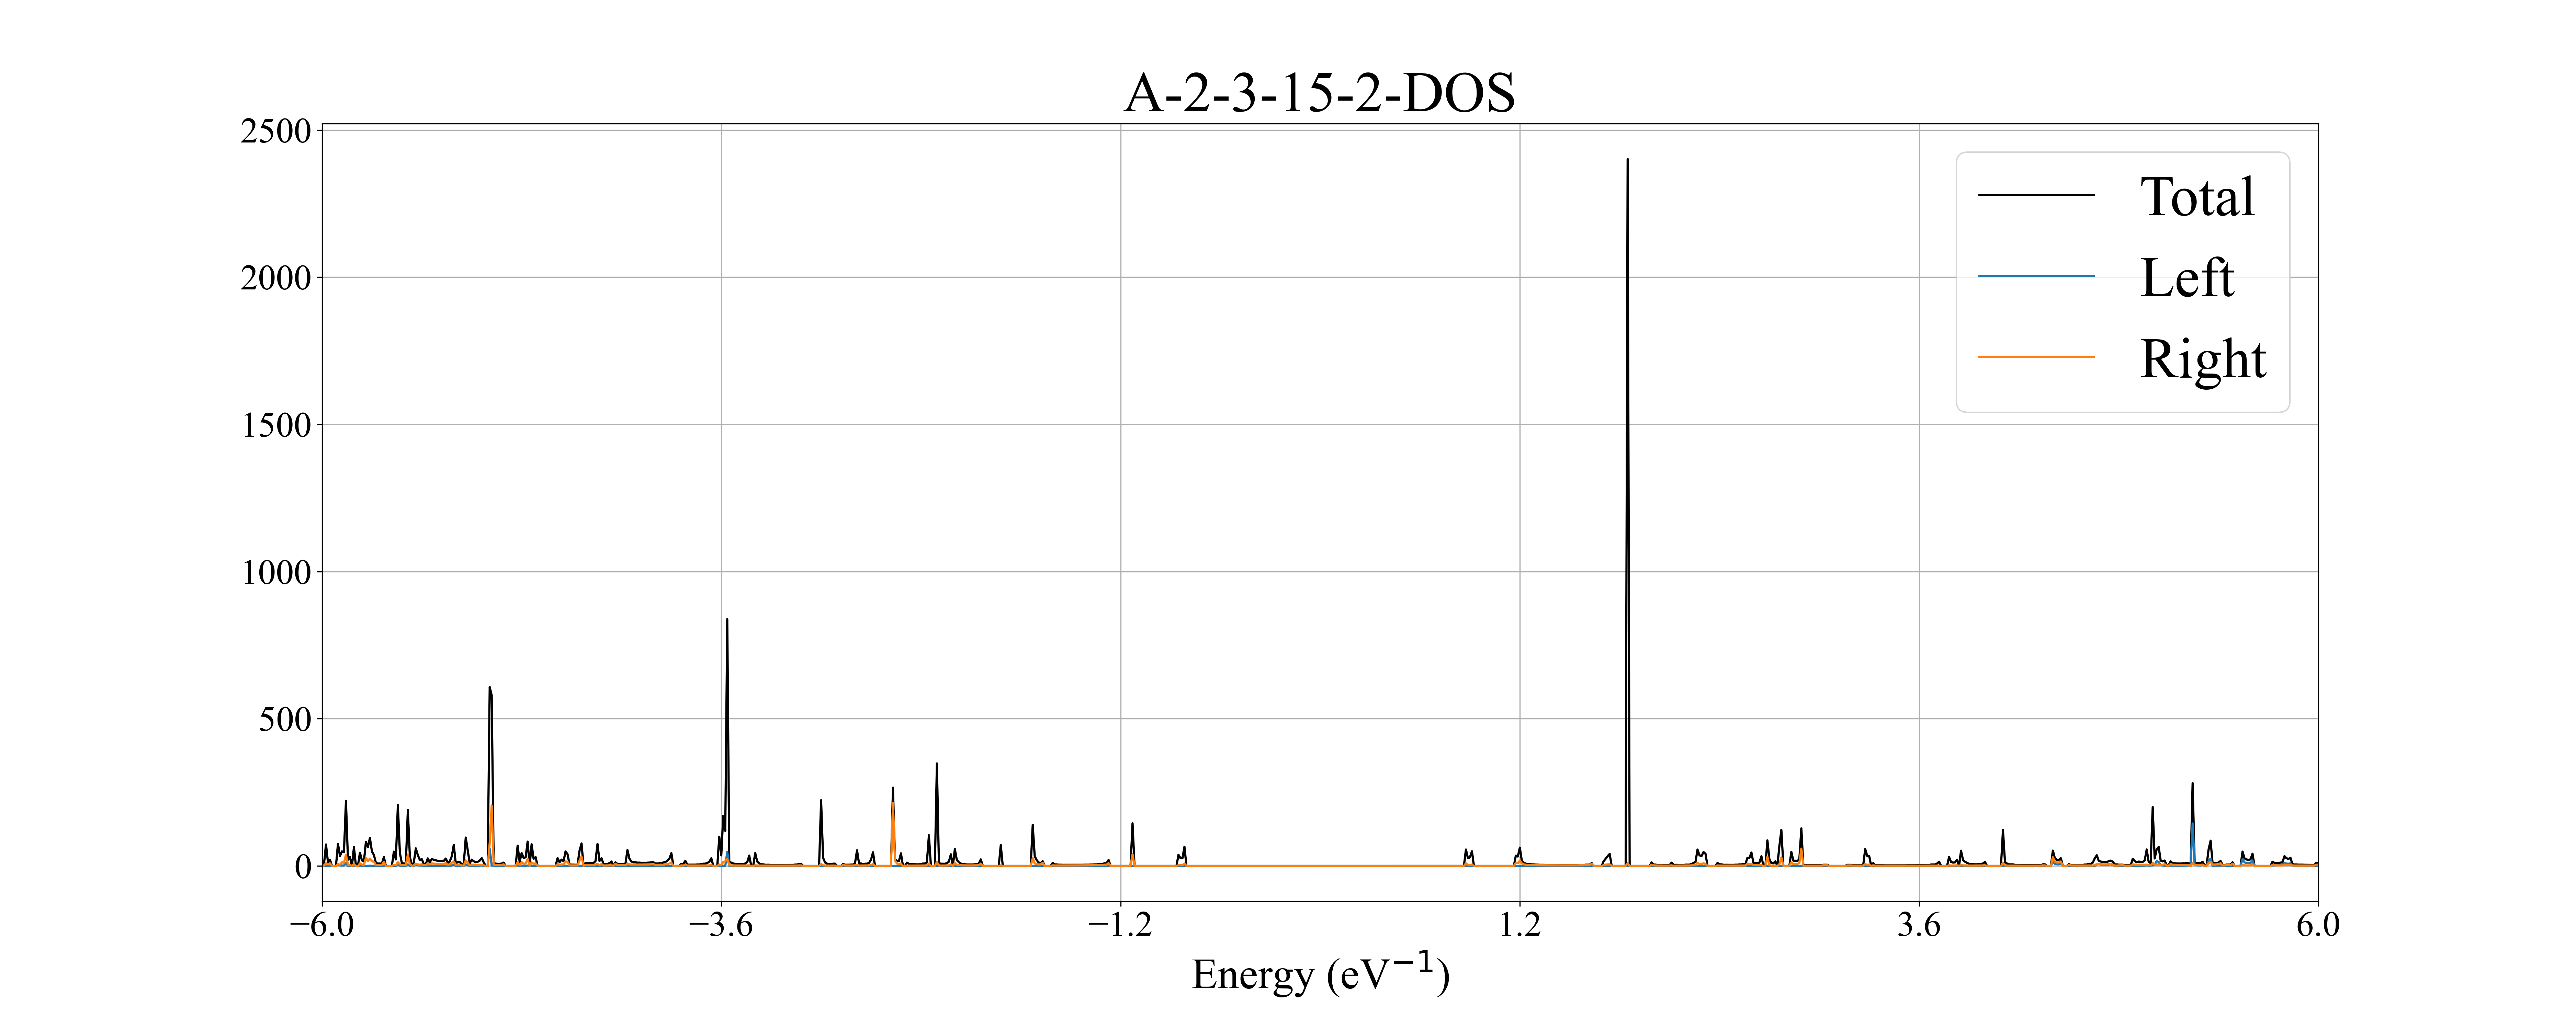 A-2-3-15-2-DOS
2500
2000
1500
1000
500
0
Total
Left
Right
−6.0 −3.6 −1.2 1.2 3.6 6.0
Energy (eV⁻¹)